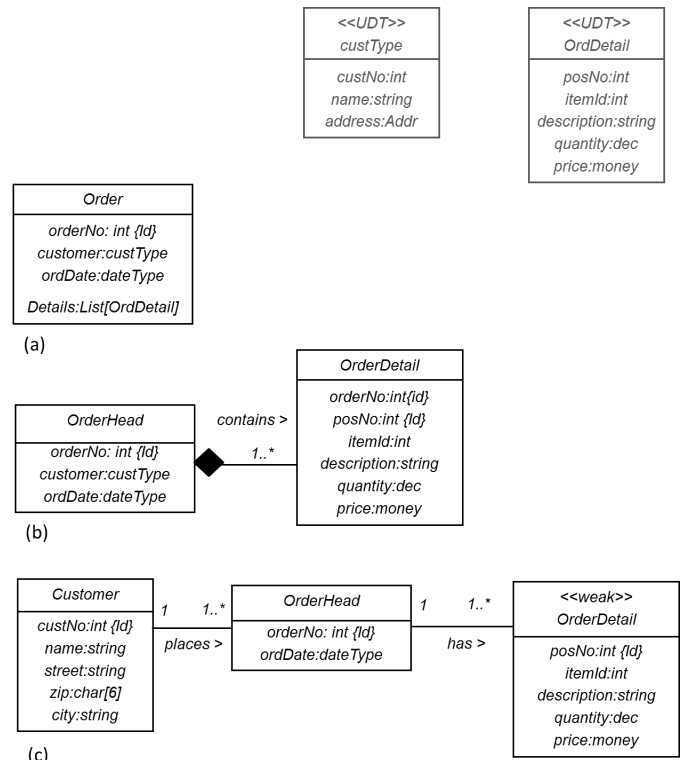 <<UDT>>
custType
custNo:int
name:string
address:Addr
<<UDT>>
OrdDetail
posNo:int
itemId:int
description:string
quantity:dec
price:money
Order
orderNo: int {Id}
customer:custType
ordDate:dateType
Details:List[OrdDetail]
(a)
OrderHead
orderNo: int {Id}
customer:custType
ordDate:dateType
contains >
1..*
OrderDetail
orderNo:int{id}
posNo:int {Id}
itemId:int
description:string
quantity:dec
price:money
(b)
Customer
custNo:int {Id}
name:string
street:string
zip:char[6]
city:string
1
1..*
places >
OrderHead
orderNo: int {Id}
ordDate:dateType
1
1..*
has >
<<weak>>
OrderDetail
posNo:int {Id}
itemId:int
description:string
quantity:dec
price:money
(c)